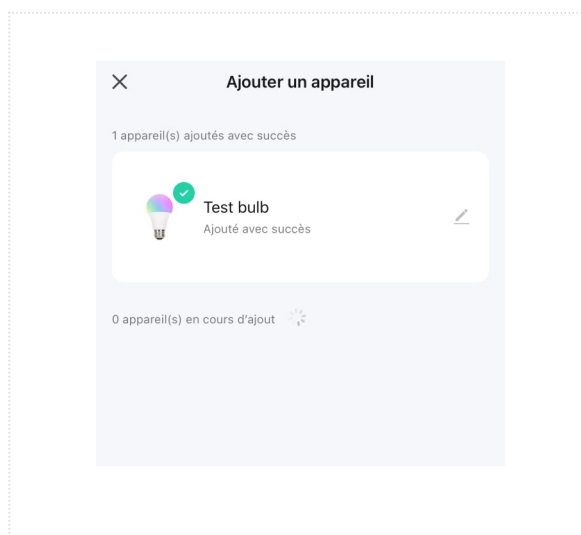 Ajouter un appareil
1 appareil(s) ajoutés avec succès
Test bulb
Ajouté avec succès
0 appareil(s) en cours d’ajout